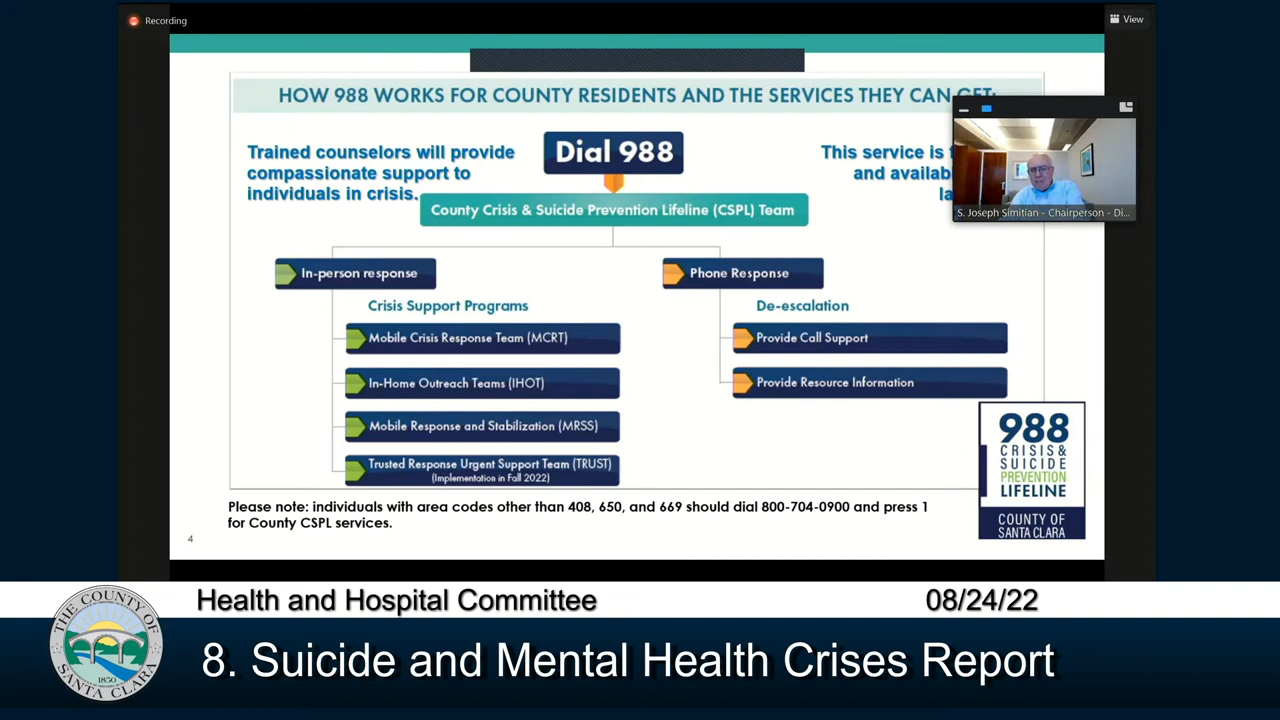 Recording
View
HOW 988 WORKS FOR COUNTY RESIDENTS AND THE SERVICES THEY CAN GET:
Trained counselors will provide
compassionate support to
individuals in crisis.
Dial 988
This service is
and availab
la
S. Joseph Simitian - Chairperson - Di...
County Crisis & Suicide Prevention Lifeline (CSPL) Team
In-person response
Phone Response
Crisis Support Programs
De-escalation
Mobile Crisis Response Team (MCRT)
Provide Call Support
In-Home Outreach Teams (IHOT)
Provide Resource Information
Mobile Response and Stabilization (MRSS)
Trusted Response Urgent Support Team (TRUST)
(Implementation in Fall 2022)
988
CRISIS &
SUICIDE
PREVENTION
LIFELINE
COUNTY OF
SANTA CLARA
Please note: individuals with area codes other than 408, 650, and 669 should dial 800-704-0900 and press 1
for County CSPL services.
4
Health and Hospital Committee
08/24/22
THE COUNTY OF
SANTA CLARA
1850
8. Suicide and Mental Health Crises Report